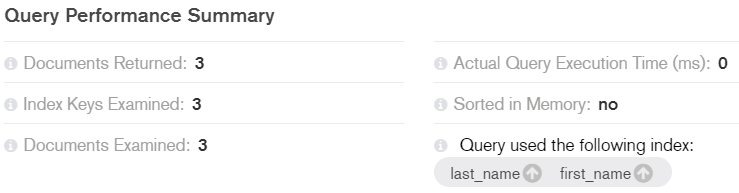 Query Performance Summary
Documents Returned: 3
Actual Query Execution Time (ms): 0
Index Keys Examined: 3
Sorted in Memory: no
Documents Examined: 3
Query used the following index:
last_name first_name